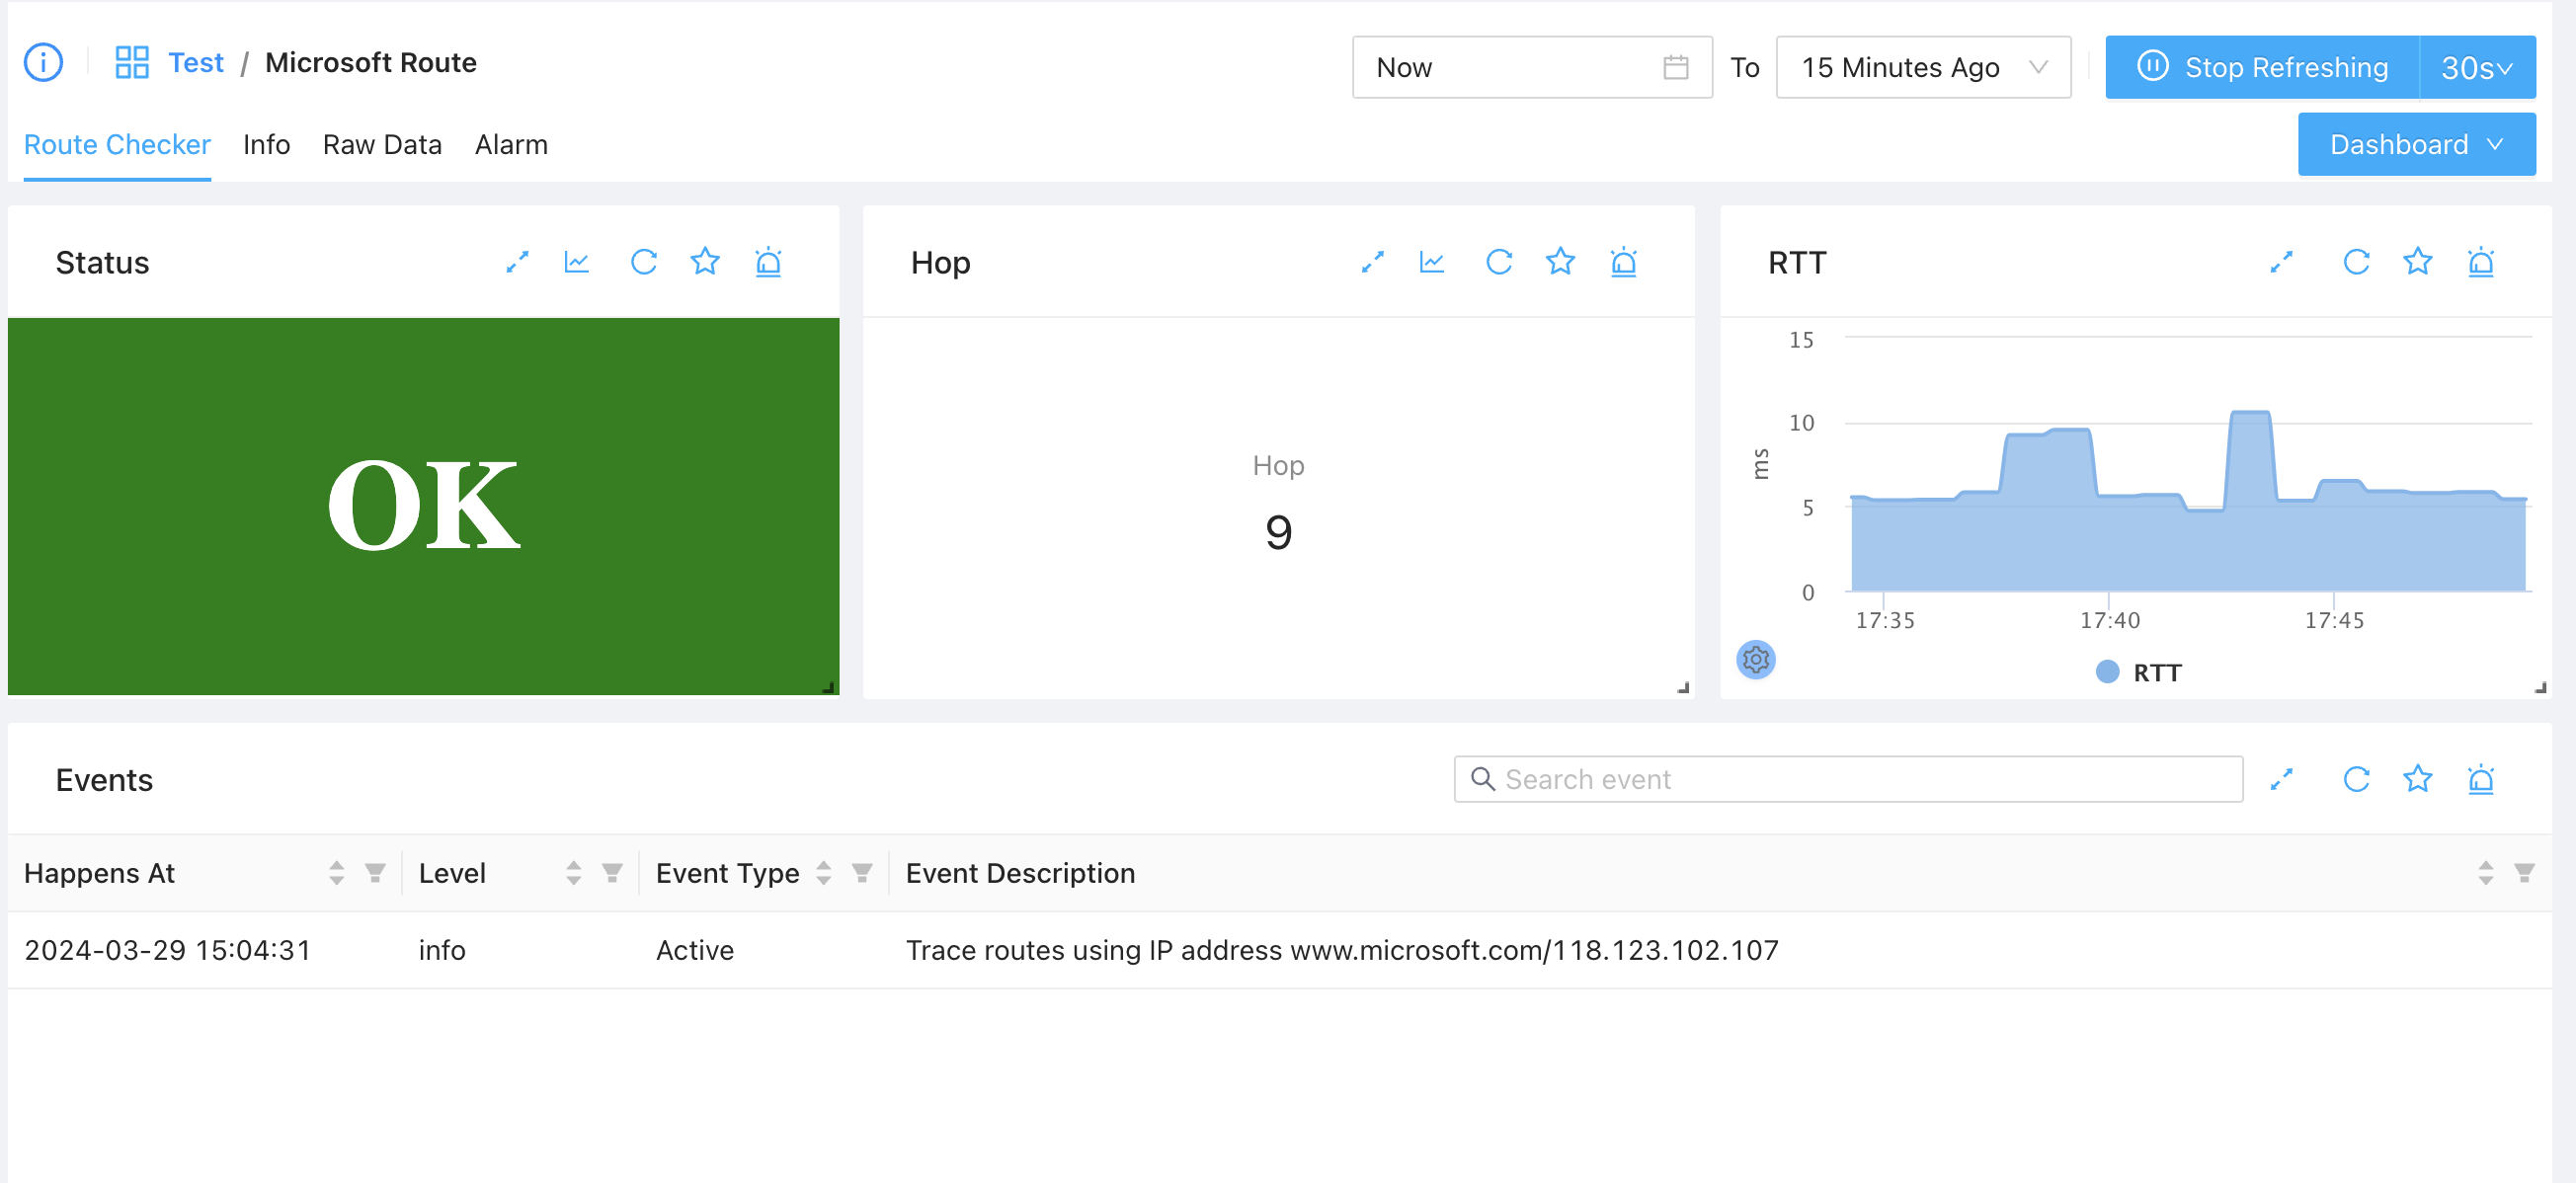 Test / Microsoft Route
Now To 15 Minutes Ago Stop Refreshing 30s
Route Checker Info Raw Data Alarm Dashboard
Status
OK
Hop
Hop
9
RTT
15
10
5
0
ms
17:35 17:40 17:45
RTT
Events Search event
Happens At Level Event Type Event Description
2024-03-29 15:04:31 info Active Trace routes using IP address www.microsoft.com/118.123.102.107